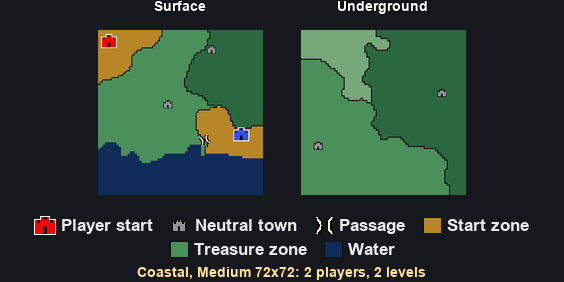 Surface Underground
Player start Neutral town Passage Start zone
Treasure zone Water
Coastal, Medium 72x72: 2 players, 2 levels